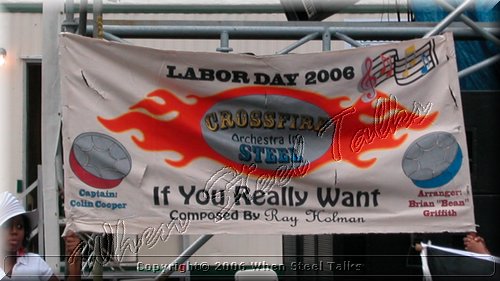 LABOR DAY 2006
CROSSFIRE
Orchestra In
STEEL
Captain:
Colin Cooper
Arranger:
Brian "Bean"
Griffith
If You Really Want
Composed By Ray Holman
When Steel Talks
Copyright © 2006 When Steel Talks